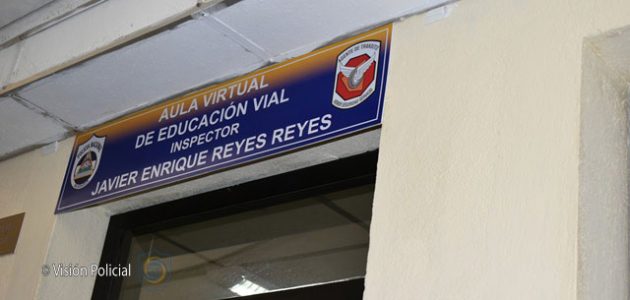 AULA VIRTUAL
DE EDUCACIÓN VIAL
INSPECTOR
JAVIER ENRIQUE REYES REYES
© Visión Policial